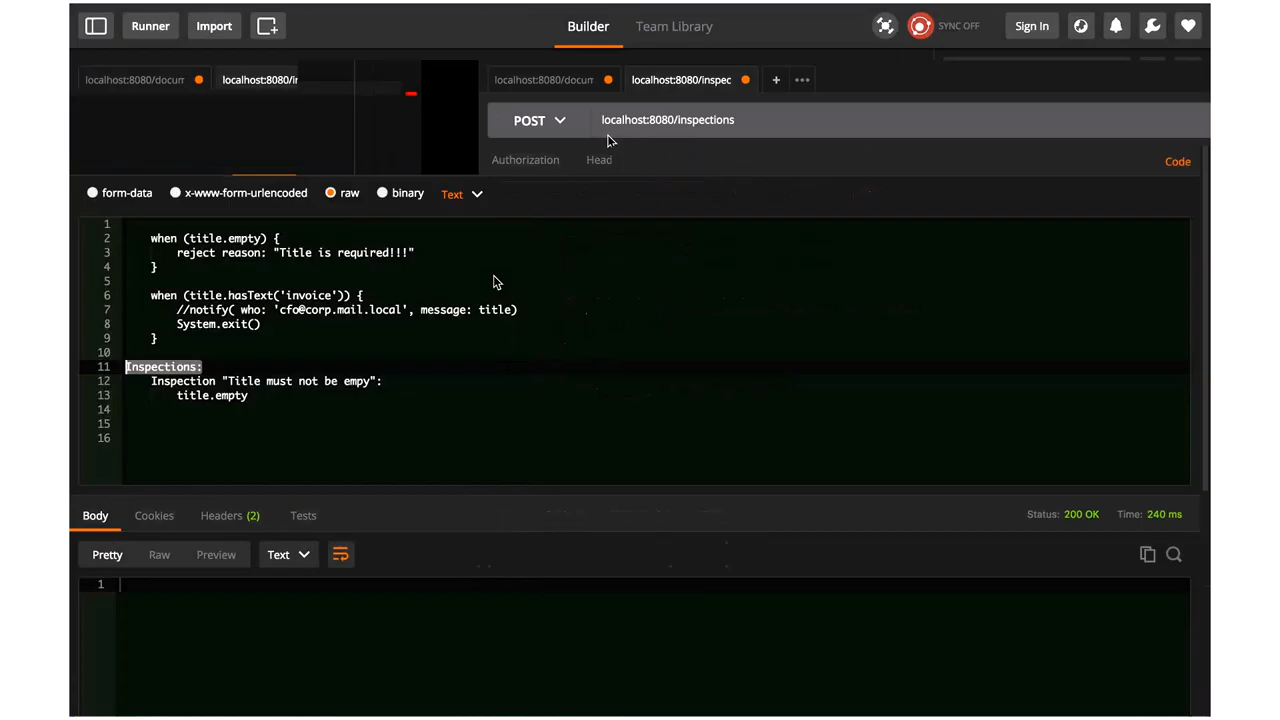 Runner Import Builder Team Library SYNC OFF Sign In
localhost:8080/docum localhost:8080/in localhost:8080/docum localhost:8080/inspec + •••
POST localhost:8080/inspections
Authorization Head Code
form-data x-www-form-urlencoded raw binary Text
1
2 when (title.empty) {
3 reject reason: "Title is required!!!"
4 }
5
6 when (title.hasText('invoice')) {
7 //notify( who: 'cfo@corp.mail.local', message: title)
8 System.exit()
9 }
10
11 Inspections:
12 Inspection "Title must not be empy":
13 title.empty
14
15
16
Body Cookies Headers (2) Tests Status: 200 OK Time: 240 ms
Pretty Raw Preview Text
1